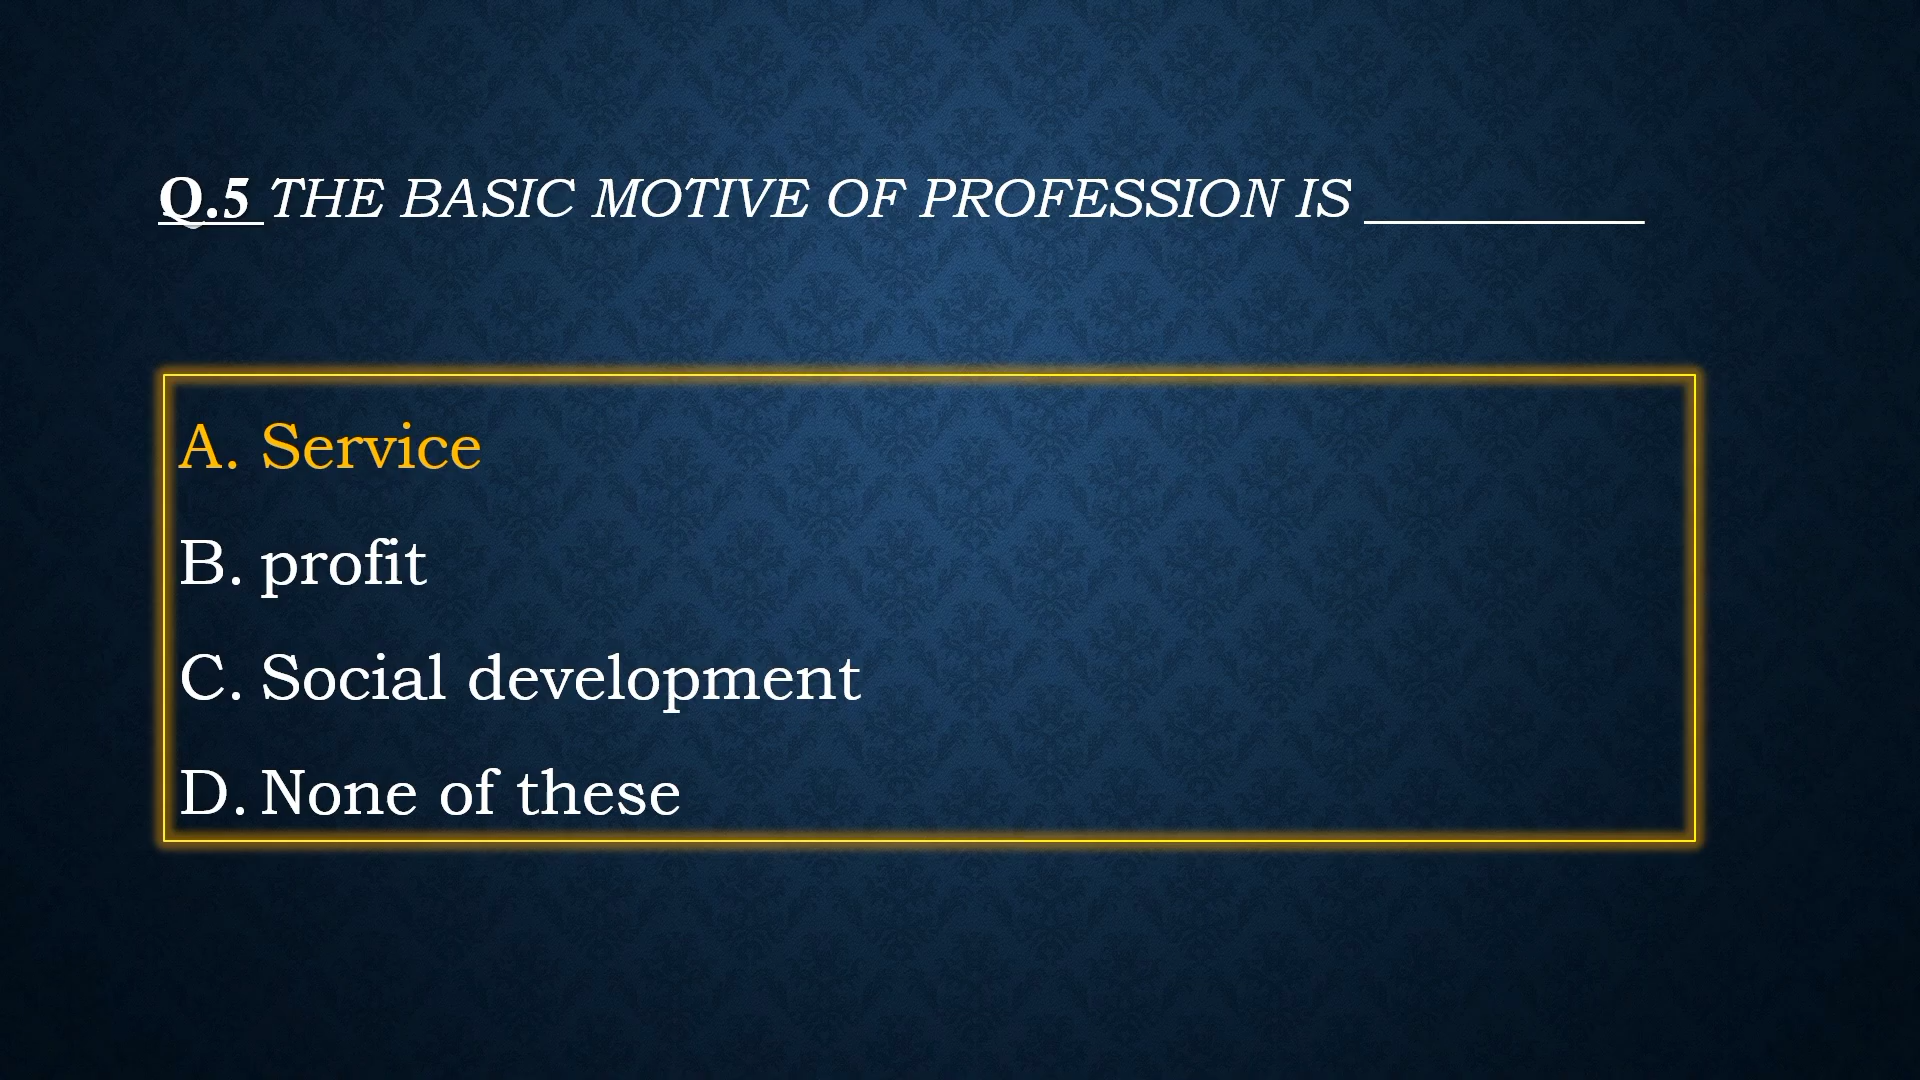 Q.5 THE BASIC MOTIVE OF PROFESSION IS __________
A. Service
B. profit
C. Social development
D. None of these